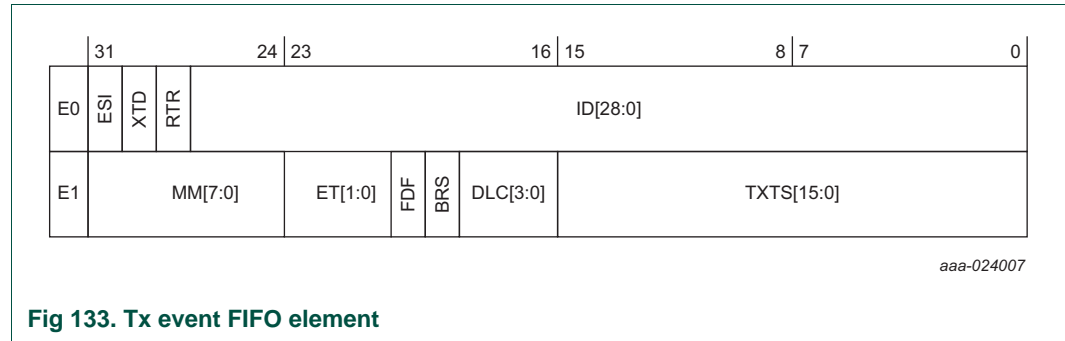 31 24 23 16 15 8 7 0
E0 ESI XTD RTR ID[28:0]
E1 MM[7:0] ET[1:0] FDF BRS DLC[3:0] TXTS[15:0]
aaa-024007
Fig 133. Tx event FIFO element